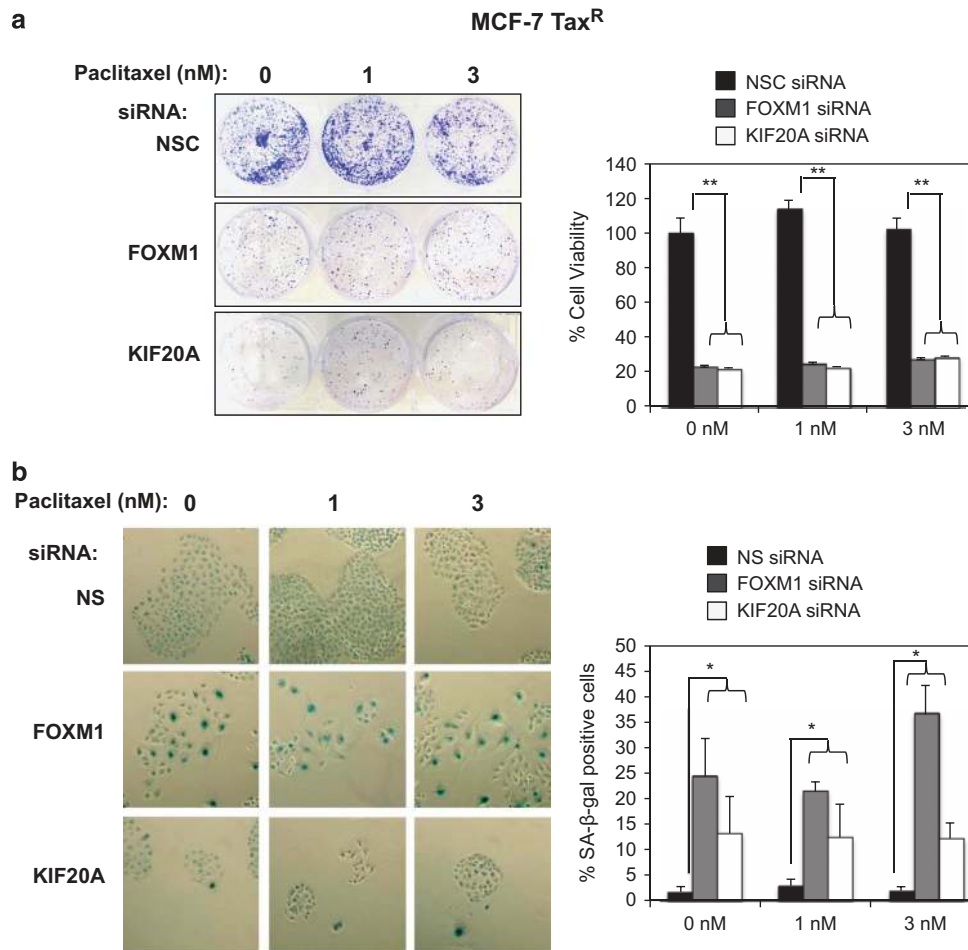 a
MCF-7 Tax^R
Paclitaxel (nM): 0 1 3
siRNA:
NSC
FOXM1
KIF20A
NSC siRNA
FOXM1 siRNA
KIF20A siRNA
% Cell Viability
140
120
100
80
60
40
20
0
** ** **
0 nM 1 nM 3 nM
b
Paclitaxel (nM): 0 1 3
siRNA:
NS
FOXM1
KIF20A
NS siRNA
FOXM1 siRNA
KIF20A siRNA
% SA-β-gal positive cells
50
45
40
35
30
25
20
15
10
5
0
* * *
0 nM 1 nM 3 nM